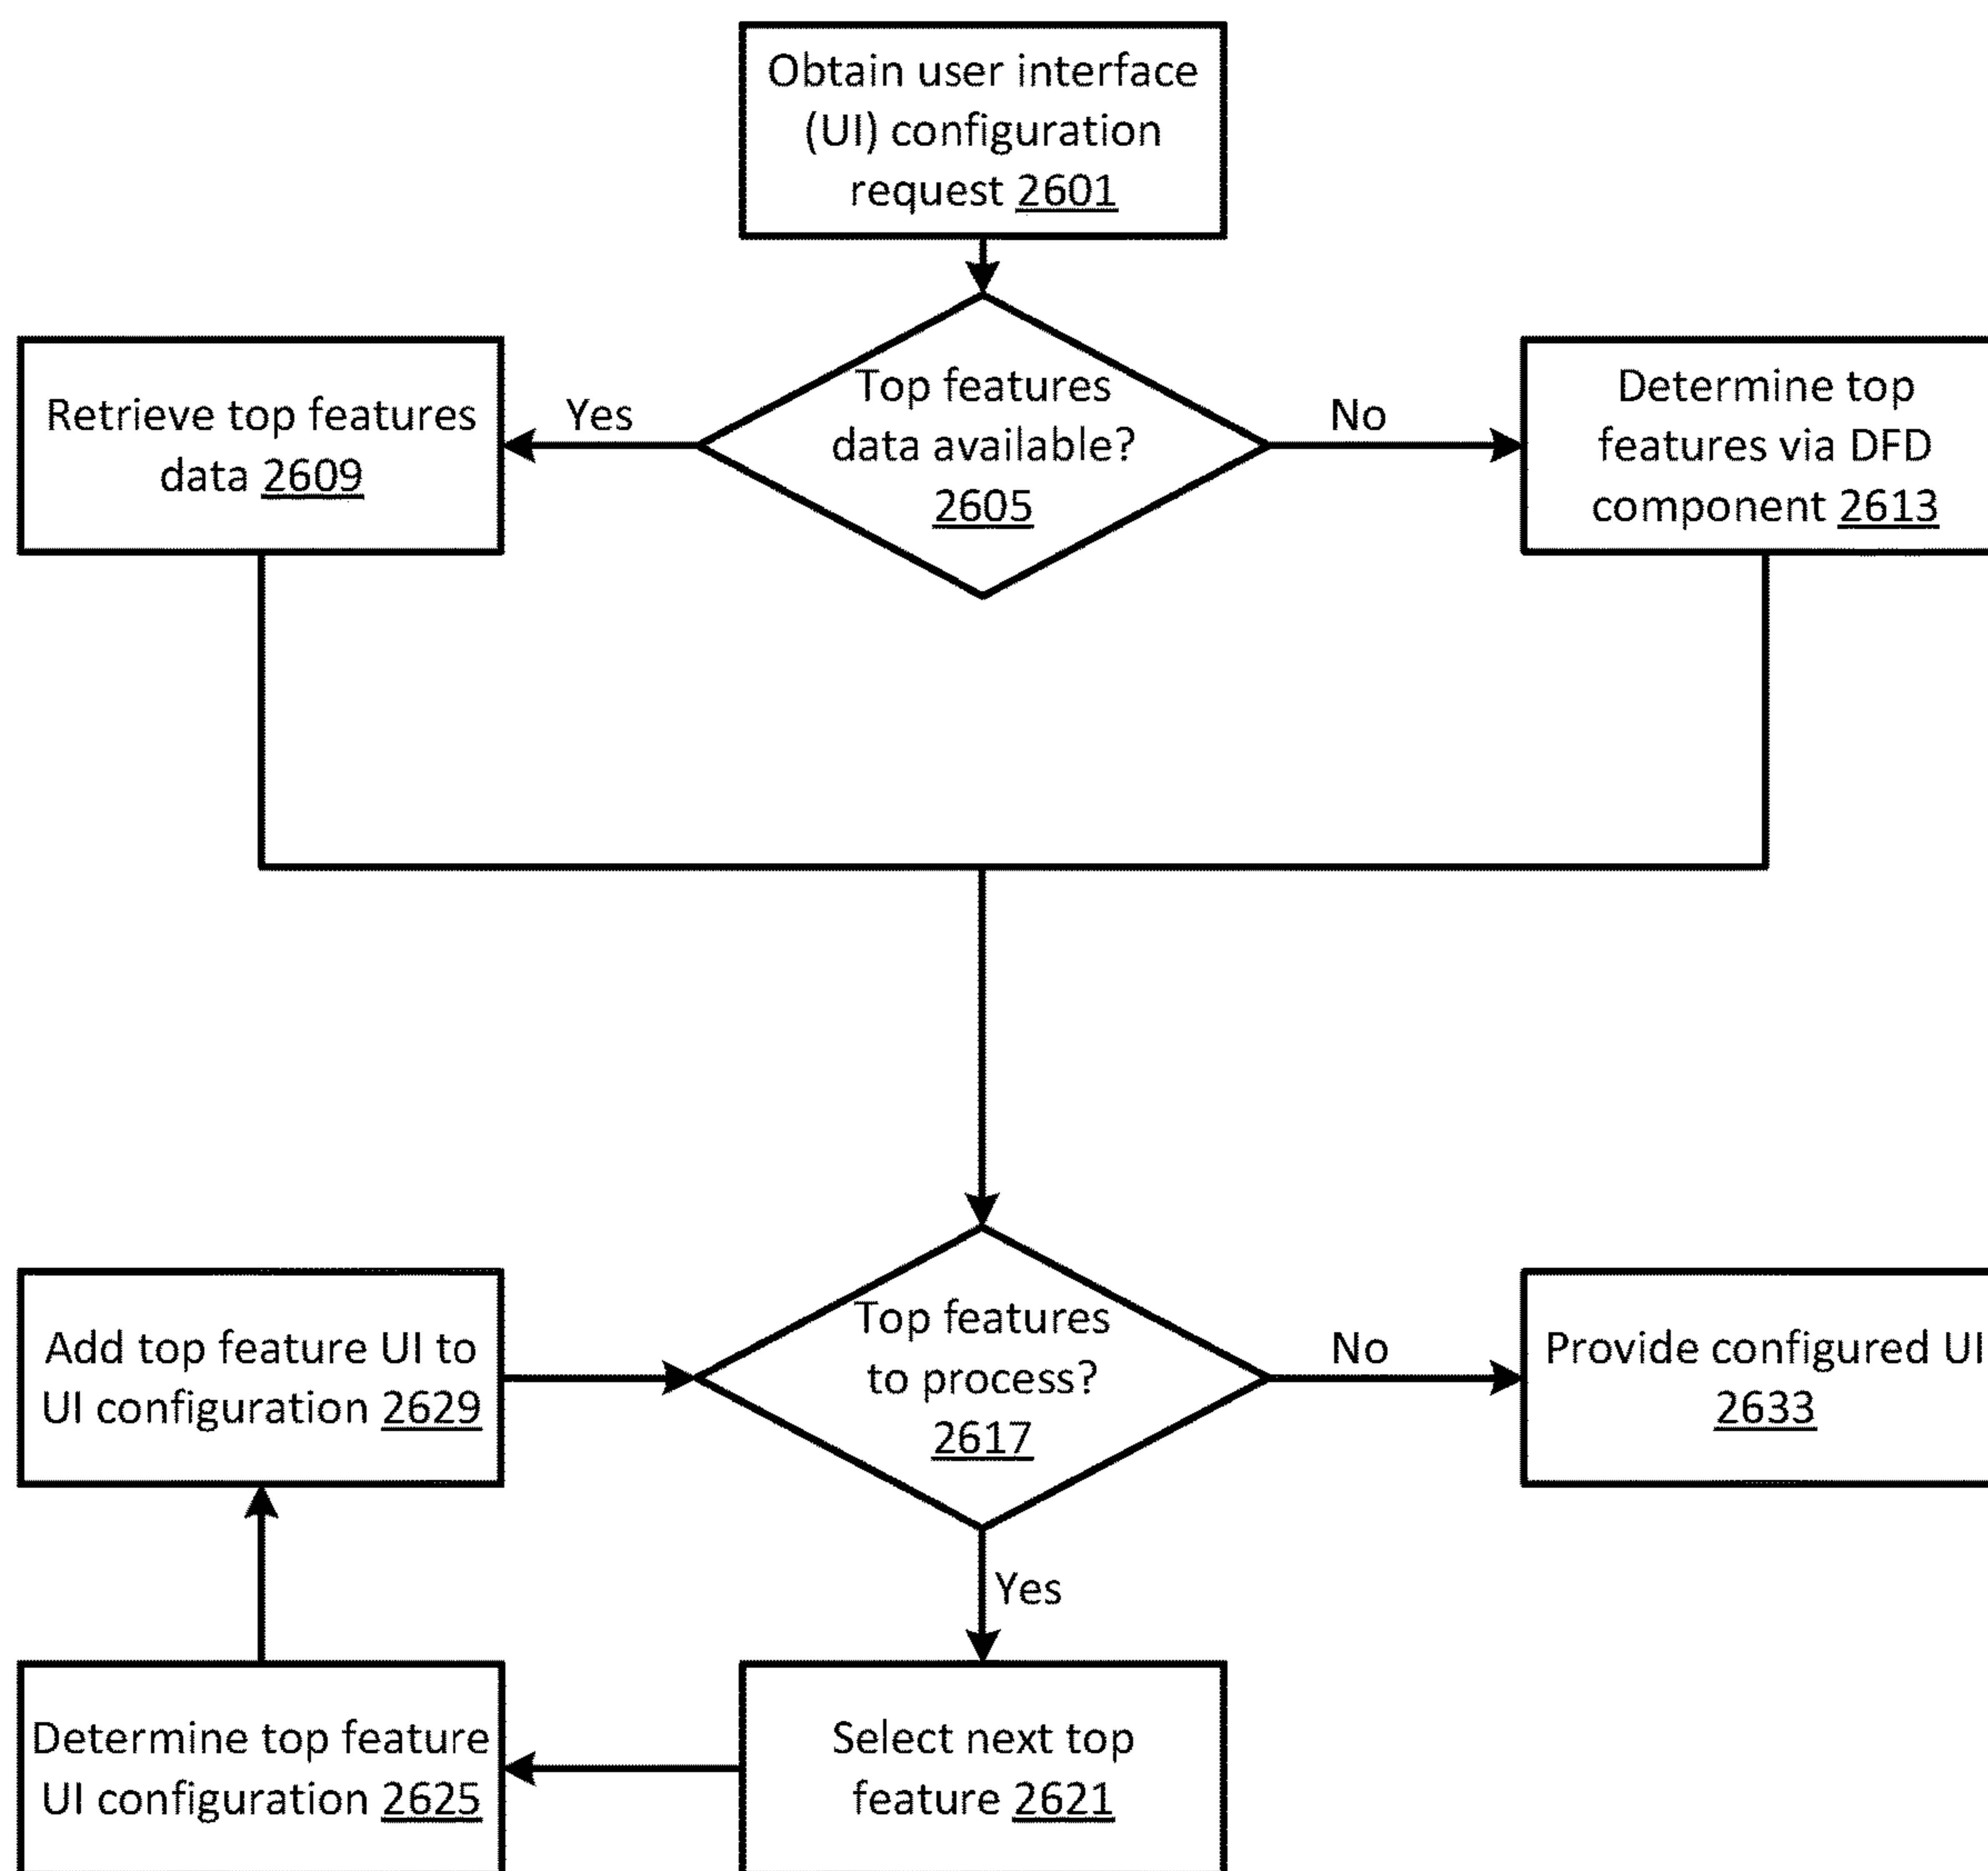 Obtain user interface
(UI) configuration
request 2601
Retrieve top features
data 2609
Yes
Top features
data available?
2605
No
Determine top
features via DFD
component 2613
Add top feature UI to
UI configuration 2629
Top features
to process?
2617
No
Provide configured UI
2633
Yes
Determine top feature
UI configuration 2625
Select next top
feature 2621